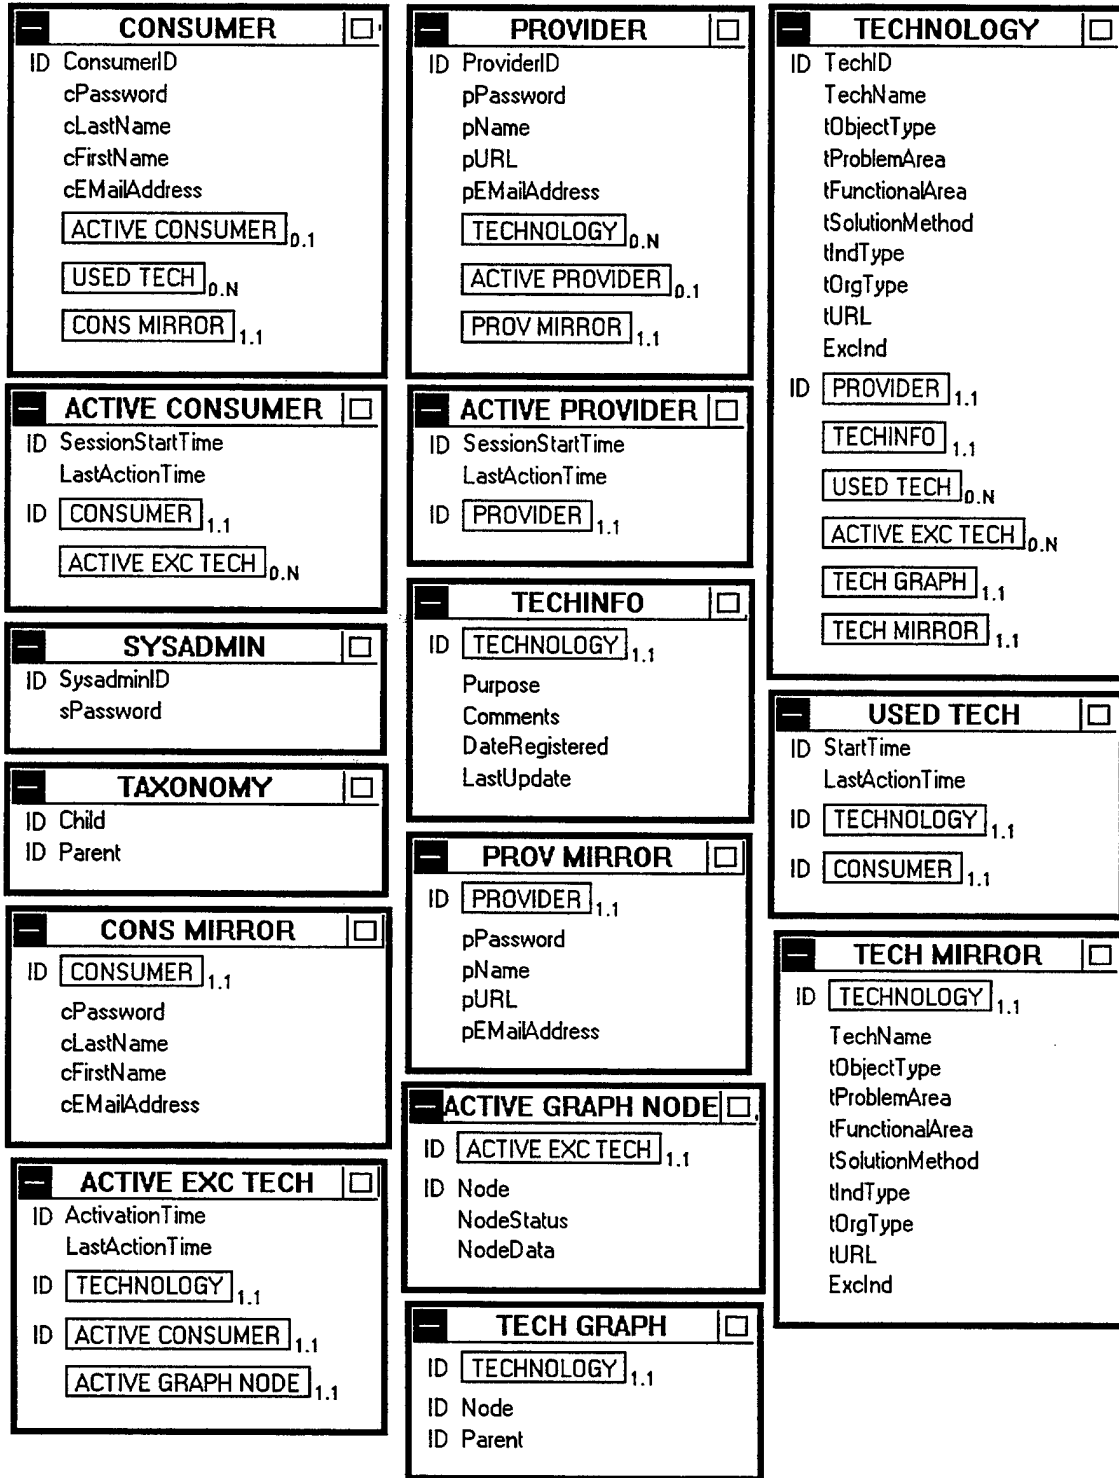 CONSUMER
ID ConsumerID
cPassword
cLastName
cFirstName
cEMailAddress
ACTIVE CONSUMER 0.1
USED TECH 0.N
CONS MIRROR 1.1
ACTIVE CONSUMER
ID SessionStartTime
LastActionTime
ID CONSUMER 1.1
ACTIVE EXC TECH 0.N
SYSADMIN
ID SysadminID
sPassword
TAXONOMY
ID Child
ID Parent
CONS MIRROR
ID CONSUMER 1.1
cPassword
cLastName
cFirstName
cEMailAddress
ACTIVE EXC TECH
ID ActivationTime
LastActionTime
ID TECHNOLOGY 1.1
ID ACTIVE CONSUMER 1.1
ACTIVE GRAPH NODE 1.1
PROVIDER
ID ProviderID
pPassword
pName
pURL
pEMailAddress
TECHNOLOGY 0.N
ACTIVE PROVIDER 0.1
PROV MIRROR 1.1
ACTIVE PROVIDER
ID SessionStartTime
LastActionTime
ID PROVIDER 1.1
TECHINFO
ID TECHNOLOGY 1.1
Purpose
Comments
DateRegistered
LastUpdate
PROV MIRROR
ID PROVIDER 1.1
pPassword
pName
pURL
pEMailAddress
ACTIVE GRAPH NODE
ID ACTIVE EXC TECH 1.1
ID Node
NodeStatus
NodeData
TECH GRAPH
ID TECHNOLOGY 1.1
ID Node
ID Parent
TECHNOLOGY
ID TechID
TechName
tObjectType
tProblemArea
tFunctionalArea
tSolutionMethod
tIndType
tOrgType
tURL
ExcInd
ID PROVIDER 1.1
TECHINFO 1.1
USED TECH 0.N
ACTIVE EXC TECH 0.N
TECH GRAPH 1.1
TECH MIRROR 1.1
USED TECH
ID StartTime
LastActionTime
ID TECHNOLOGY 1.1
ID CONSUMER 1.1
TECH MIRROR
ID TECHNOLOGY 1.1
TechName
tObjectType
tProblemArea
tFunctionalArea
tSolutionMethod
tIndType
tOrgType
tURL
ExcInd